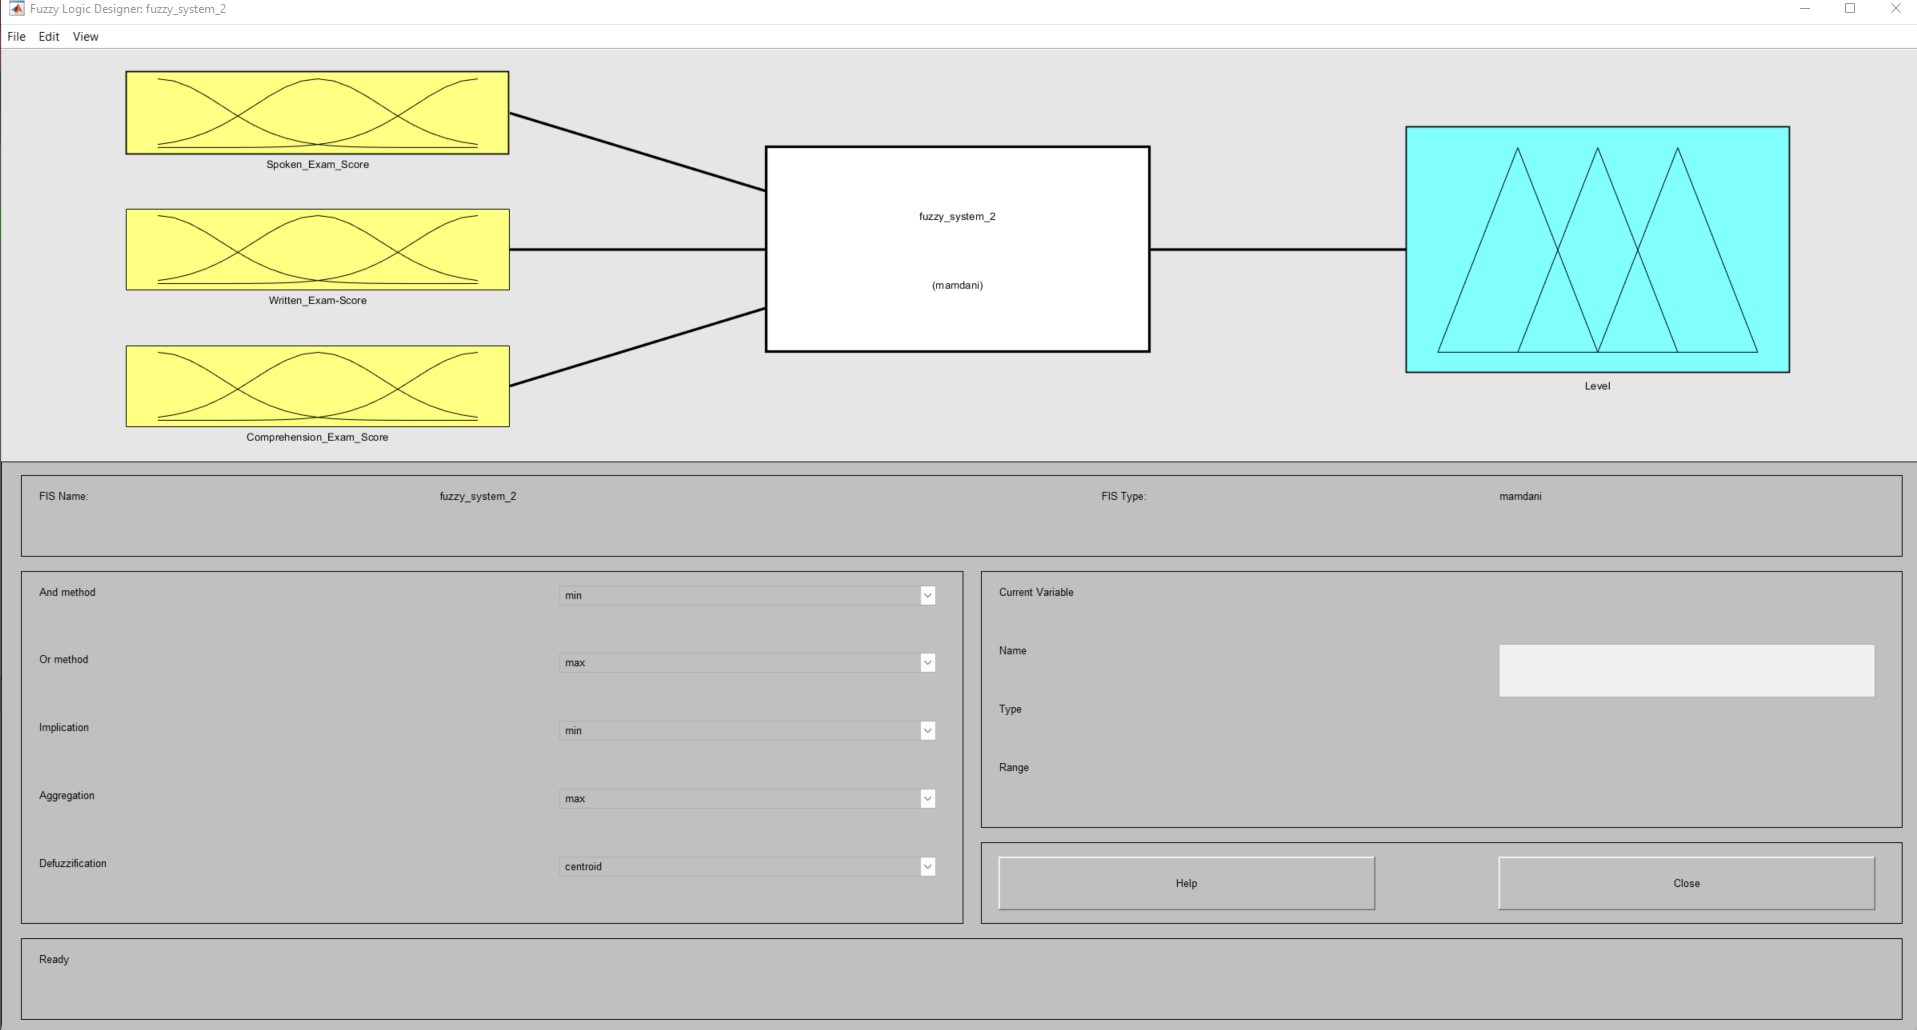 Fuzzy Logic Designer: fuzzy_system_2
File Edit View
Spoken_Exam_Score
Written_Exam-Score
Comprehension_Exam_Score
fuzzy_system_2
(mamdani)
Level
FIS Name: fuzzy_system_2 FIS Type: mamdani
And method min
Or method max
Implication min
Aggregation max
Defuzzification centroid
Current Variable
Name
Type
Range
Help Close
Ready